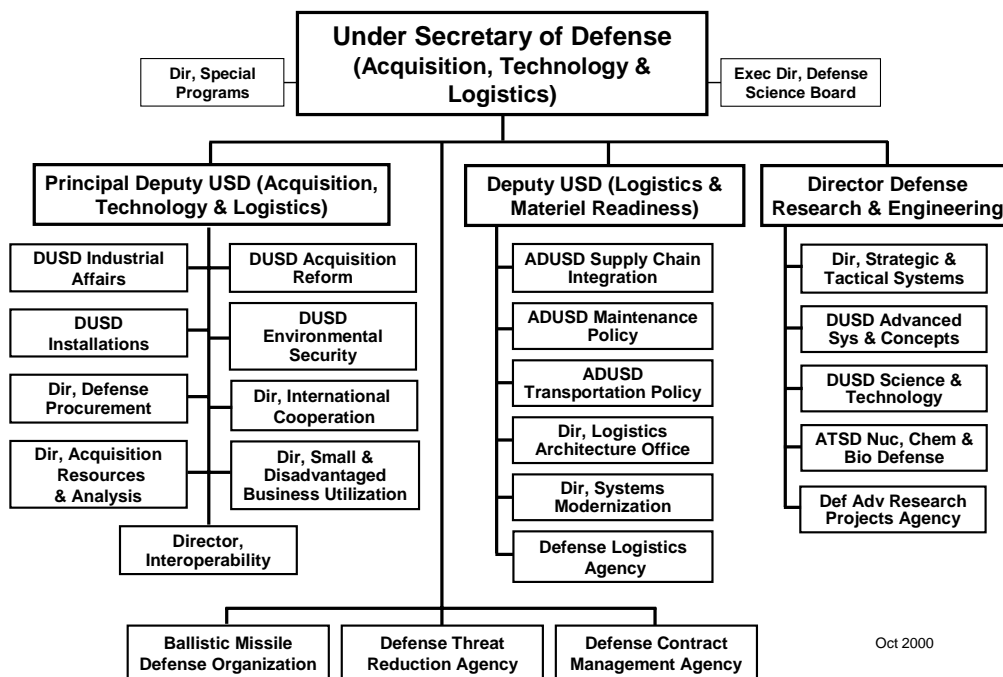 Under Secretary of Defense
(Acquisition, Technology &
Logistics)
Dir, Special
Programs
Exec Dir, Defense
Science Board
Principal Deputy USD (Acquisition,
Technology & Logistics)
DUSD Industrial
Affairs
DUSD Acquisition
Reform
DUSD
Installations
DUSD
Environmental
Security
Dir, Defense
Procurement
Dir, International
Cooperation
Dir, Acquisition
Resources
& Analysis
Dir, Small &
Disadvantaged
Business Utilization
Director,
Interoperability
Deputy USD (Logistics &
Materiel Readiness)
ADUSD Supply Chain
Integration
ADUSD Maintenance
Policy
ADUSD
Transportation Policy
Dir, Logistics
Architecture Office
Dir, Systems
Modernization
Defense Logistics
Agency
Director Defense
Research & Engineering
Dir, Strategic &
Tactical Systems
DUSD Advanced
Sys & Concepts
DUSD Science &
Technology
ATSD Nuc, Chem &
Bio Defense
Def Adv Research
Projects Agency
Ballistic Missile
Defense Organization
Defense Threat
Reduction Agency
Defense Contract
Management Agency
Oct 2000